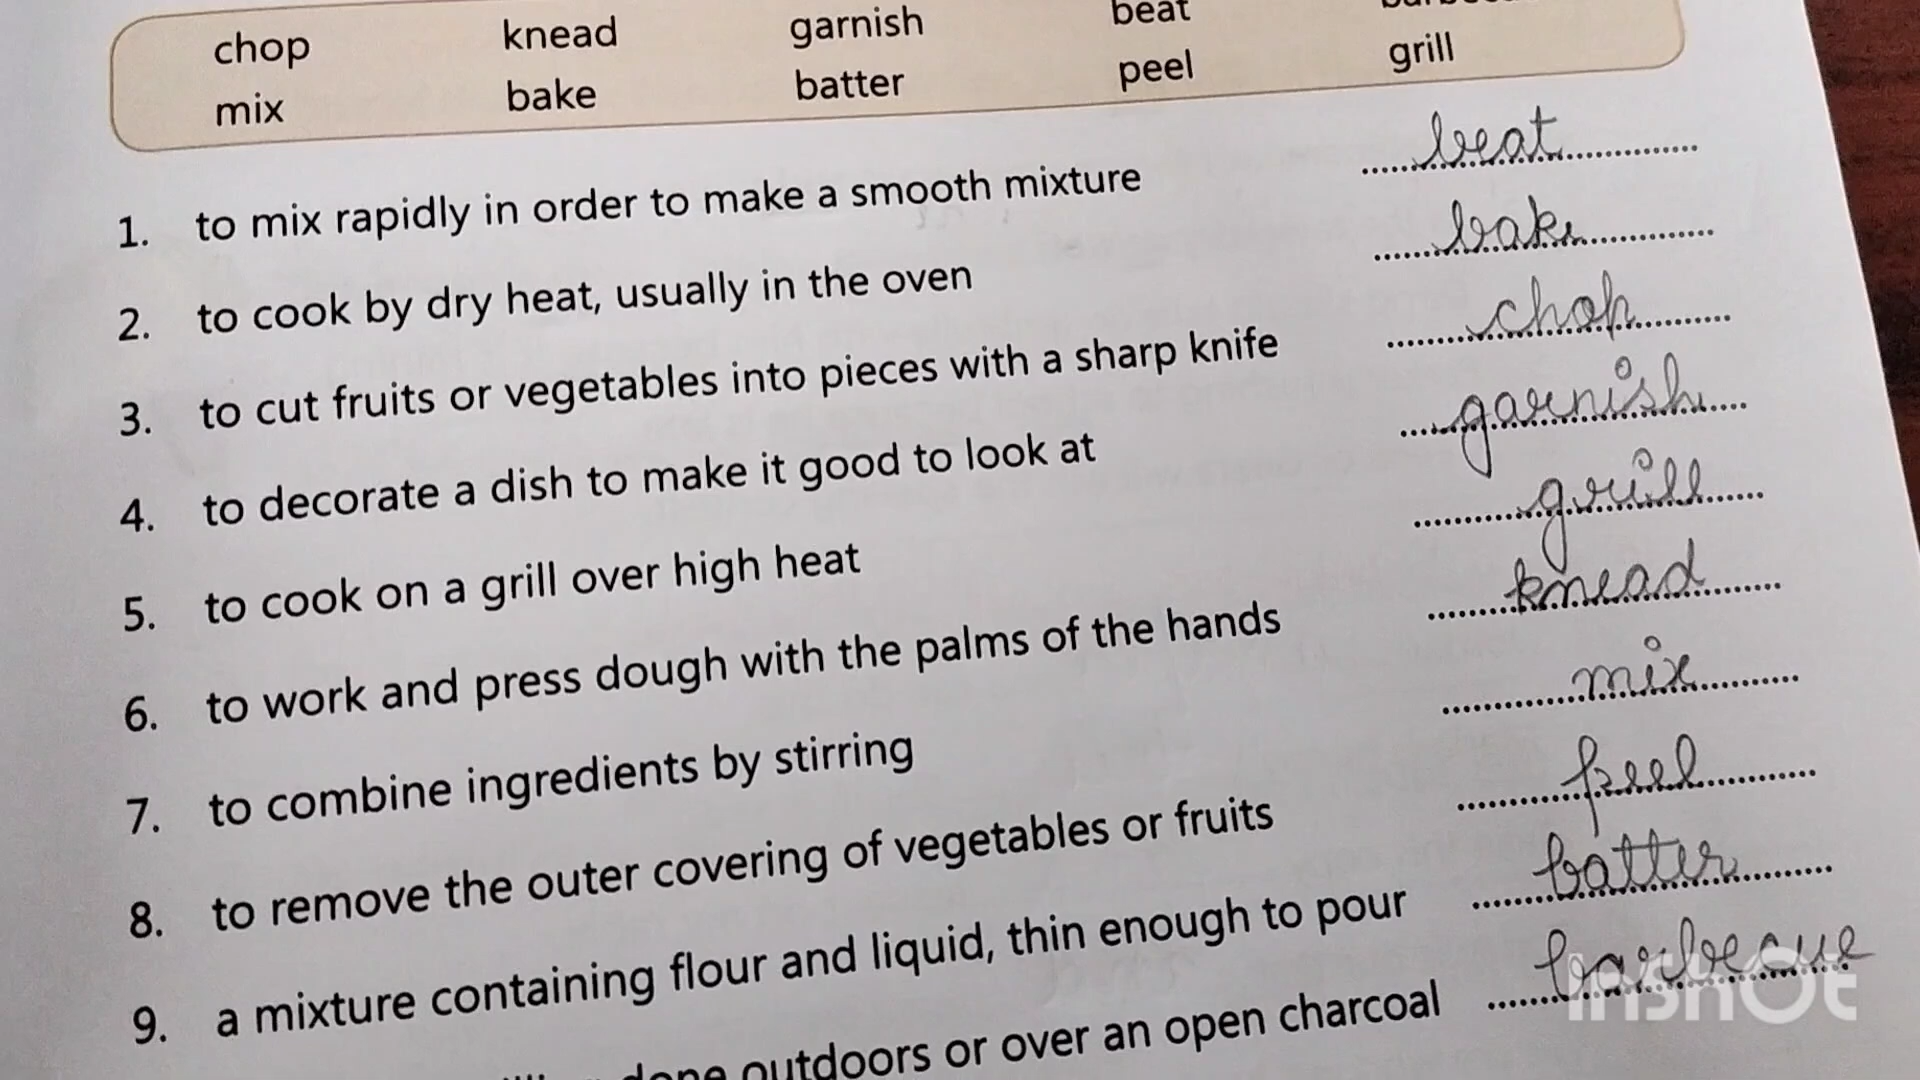 chop knead garnish beat
mix bake batter peel grill
1. to mix rapidly in order to make a smooth mixture beat
2. to cook by dry heat, usually in the oven bake
3. to cut fruits or vegetables into pieces with a sharp knife chop
4. to decorate a dish to make it good to look at garnish
5. to cook on a grill over high heat grill
6. to work and press dough with the palms of the hands knead
7. to combine ingredients by stirring mix
8. to remove the outer covering of vegetables or fruits peel
9. a mixture containing flour and liquid, thin enough to pour batter
done outdoors or over an open charcoal barbecue
InShOt